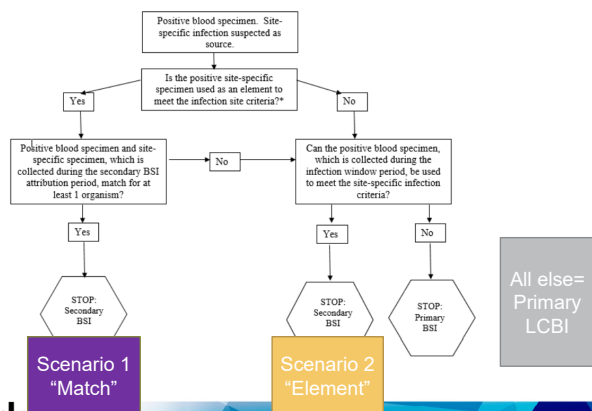 Positive blood specimen. Site-
specific infection suspected as
source.
Is the positive site-specific
specimen used as an element to
meet the infection site criteria?*
Yes
No
Positive blood specimen and site-
specific specimen, which is
collected during the secondary BSI
attribution period, match for at
least 1 organism?
No
Can the positive blood specimen,
which is collected during the
infection window period, be used
to meet the site-specific infection
criteria?
Yes
Yes
No
STOP:
Secondary
BSI
STOP:
Secondary
BSI
STOP:
Primary
BSI
All else=
Primary
LCBI
Scenario 1
“Match”
Scenario 2
“Element”